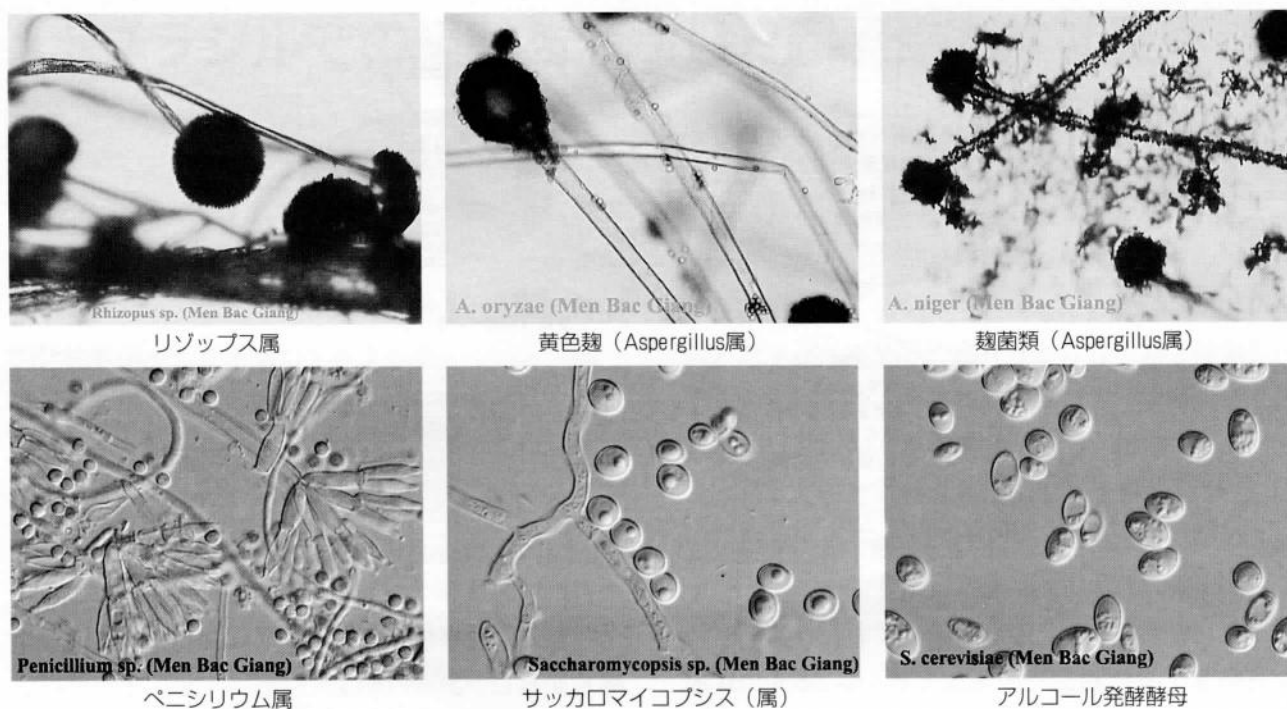 Rhizopus sp. (Men Bac Giang)
A. oryzae (Men Bac Giang)
A. niger (Men Bac Giang)
リゾップス属
黄色麹（Aspergillus属）
麹菌類（Aspergillus属）
Penicillium sp. (Men Bac Giang)
Saccharomycopsis sp. (Men Bac Giang)
S. cerevisiae (Men Bac Giang)
ペニシリウム属
サッカロマイコプシス（属）
アルコール発酵酵母